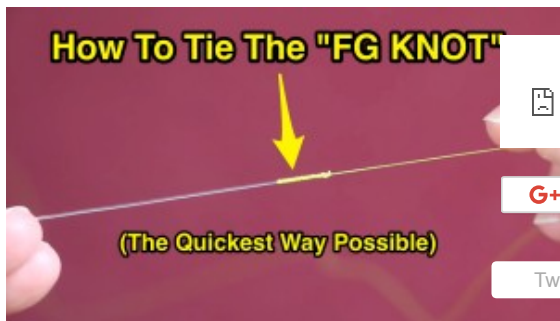 How To Tie The "FG KNOT"
G+
(The Quickest Way Possible)
Tw